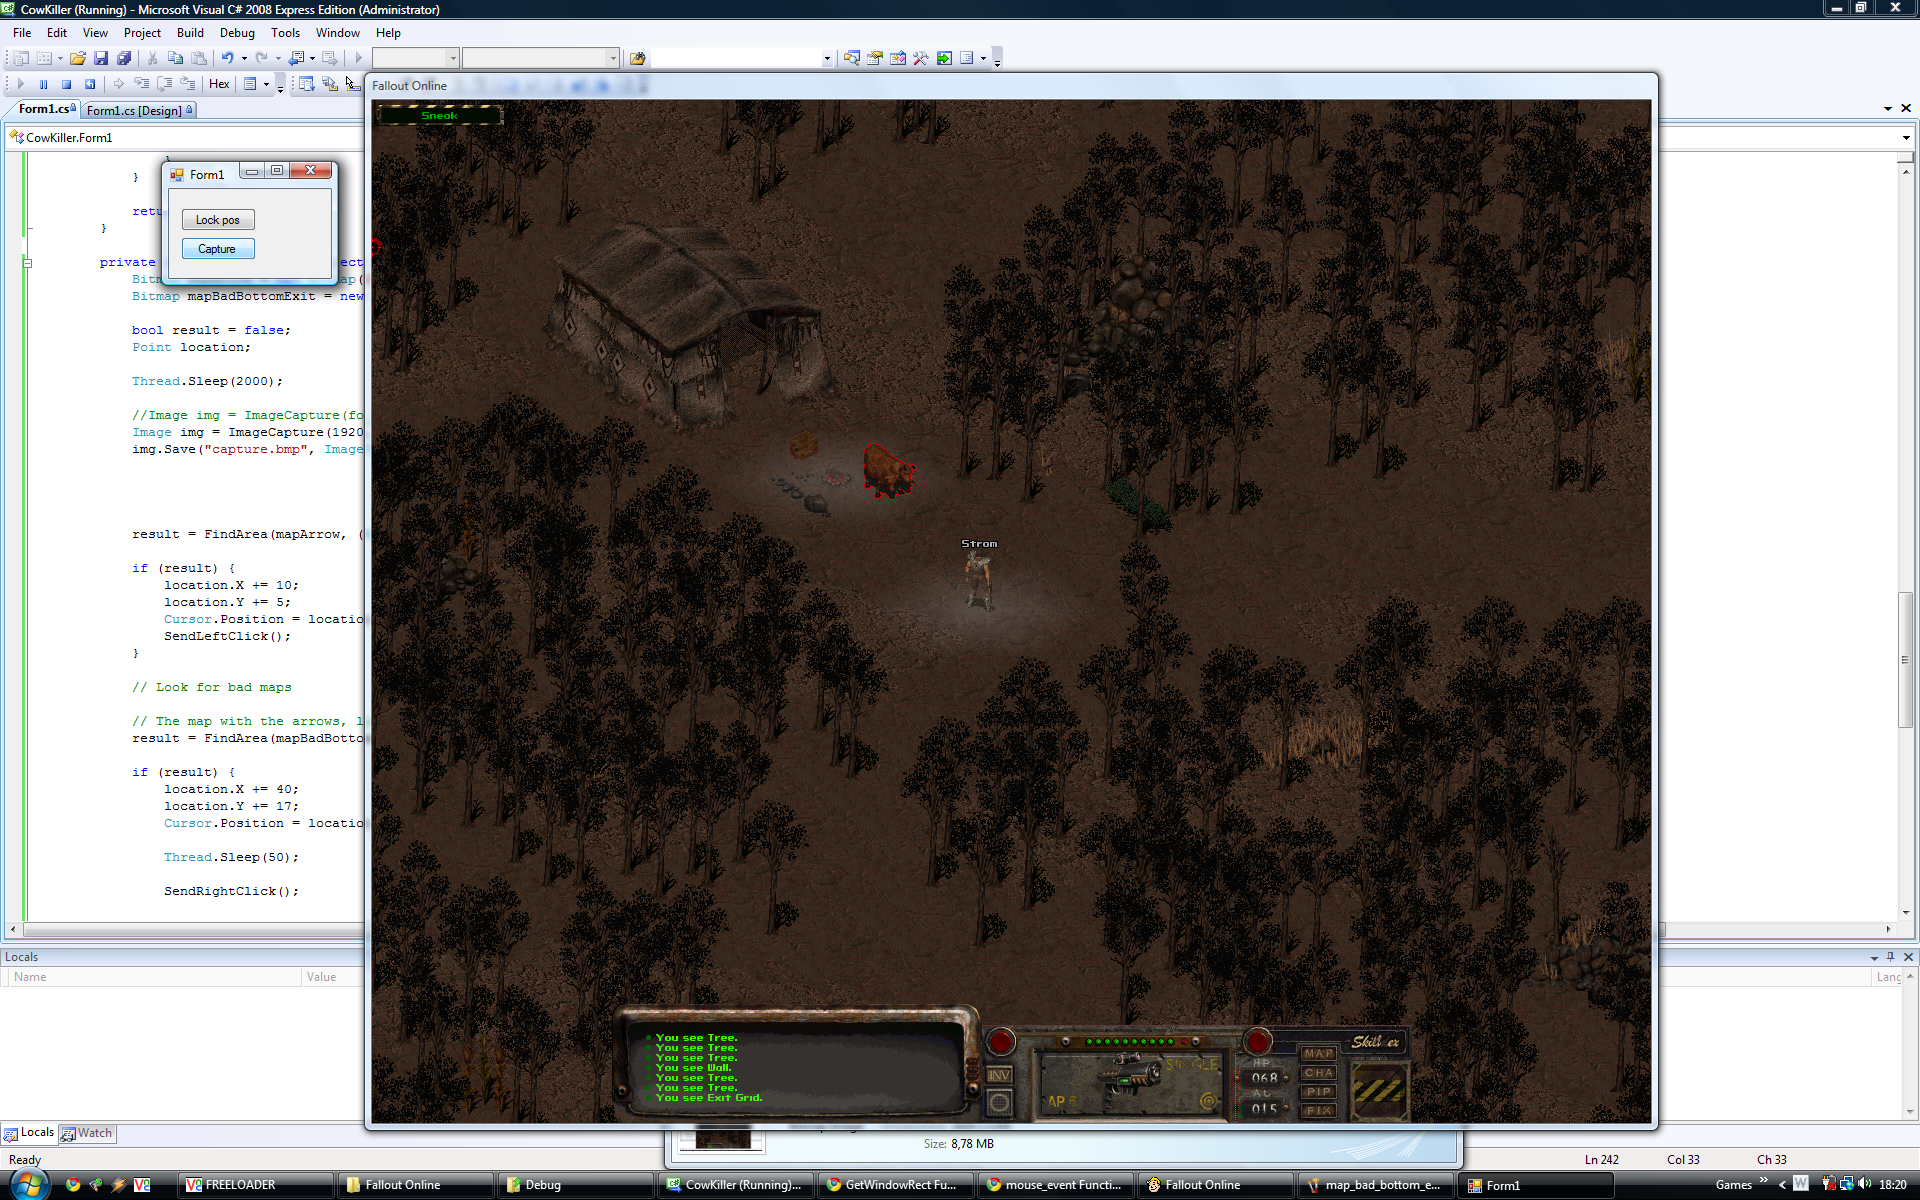 CowKiller (Running) - Microsoft Visual C# 2008 Express Edition (Administrator)
File Edit View Project Build Debug Tools Window Help
Hex
Form1.cs Form1.cs [Design]
CowKiller.Form1
}
}
private
Bitmap mapBadBottomExit = new
bool result = false;
Point location;
Thread.Sleep(2000);
//Image img = ImageCapture(fo
Image img = ImageCapture(1920
img.Save("capture.bmp", Image
result = FindArea(mapArrow, (
if (result) {
location.X += 10;
location.Y += 5;
Cursor.Position = locatio
SendLeftClick();
}
// Look for bad maps
// The map with the arrows, l
result = FindArea(mapBadBotto
if (result) {
location.X += 40;
location.Y += 17;
Cursor.Position = locatio
Thread.Sleep(50);
SendRightClick();
Form1
Lock pos
Capture
Fallout Online
Sneak
Strom
You see Tree.
You see Tree.
You see Tree.
You see Wall.
You see Tree.
You see Tree.
You see Exit Grid.
INV
SINGLE
AP 6
HP
068
AC
015
MAP
CHA
PIP
FIX
Skilldex
Locals
Name Value Lang
Locals Watch
Size: 8,78 MB
Ready Ln 242 Col 33 Ch 33
FREELOADER Fallout Online Debug CowKiller (Running)... GetWindowRect Fu... mouse_event Functi... Fallout Online map_bad_bottom_e... Form1 Games 18:20